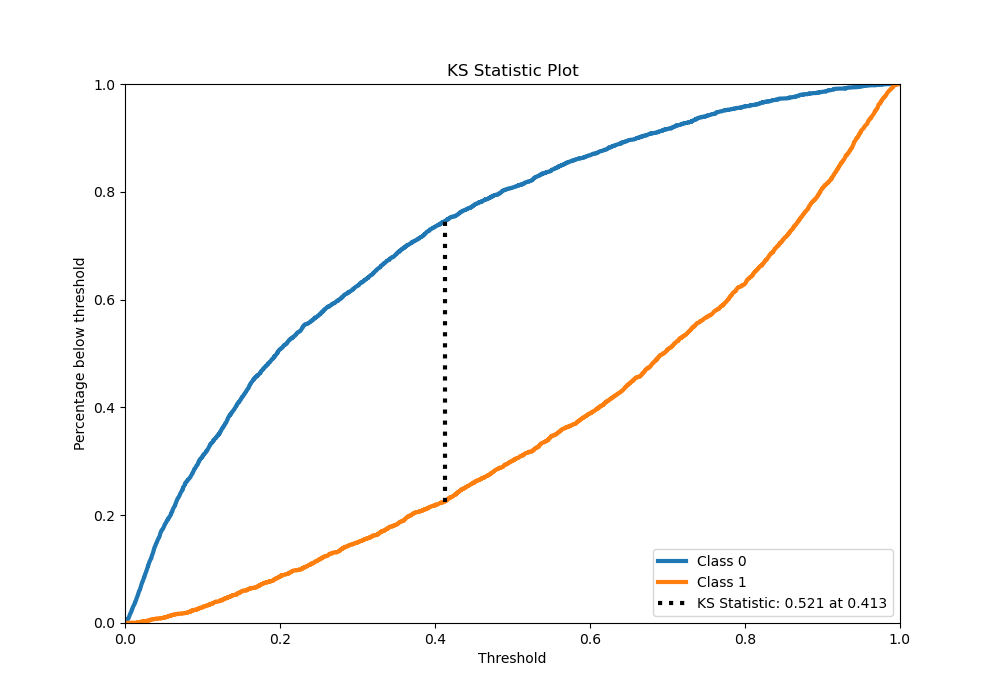 KS Statistic Plot
1.0
0.8
0.6
0.4
0.2
0.0
Percentage below threshold
0.0 0.2 0.4 0.6 0.8 1.0
Threshold
Class 0
Class 1
KS Statistic: 0.521 at 0.413